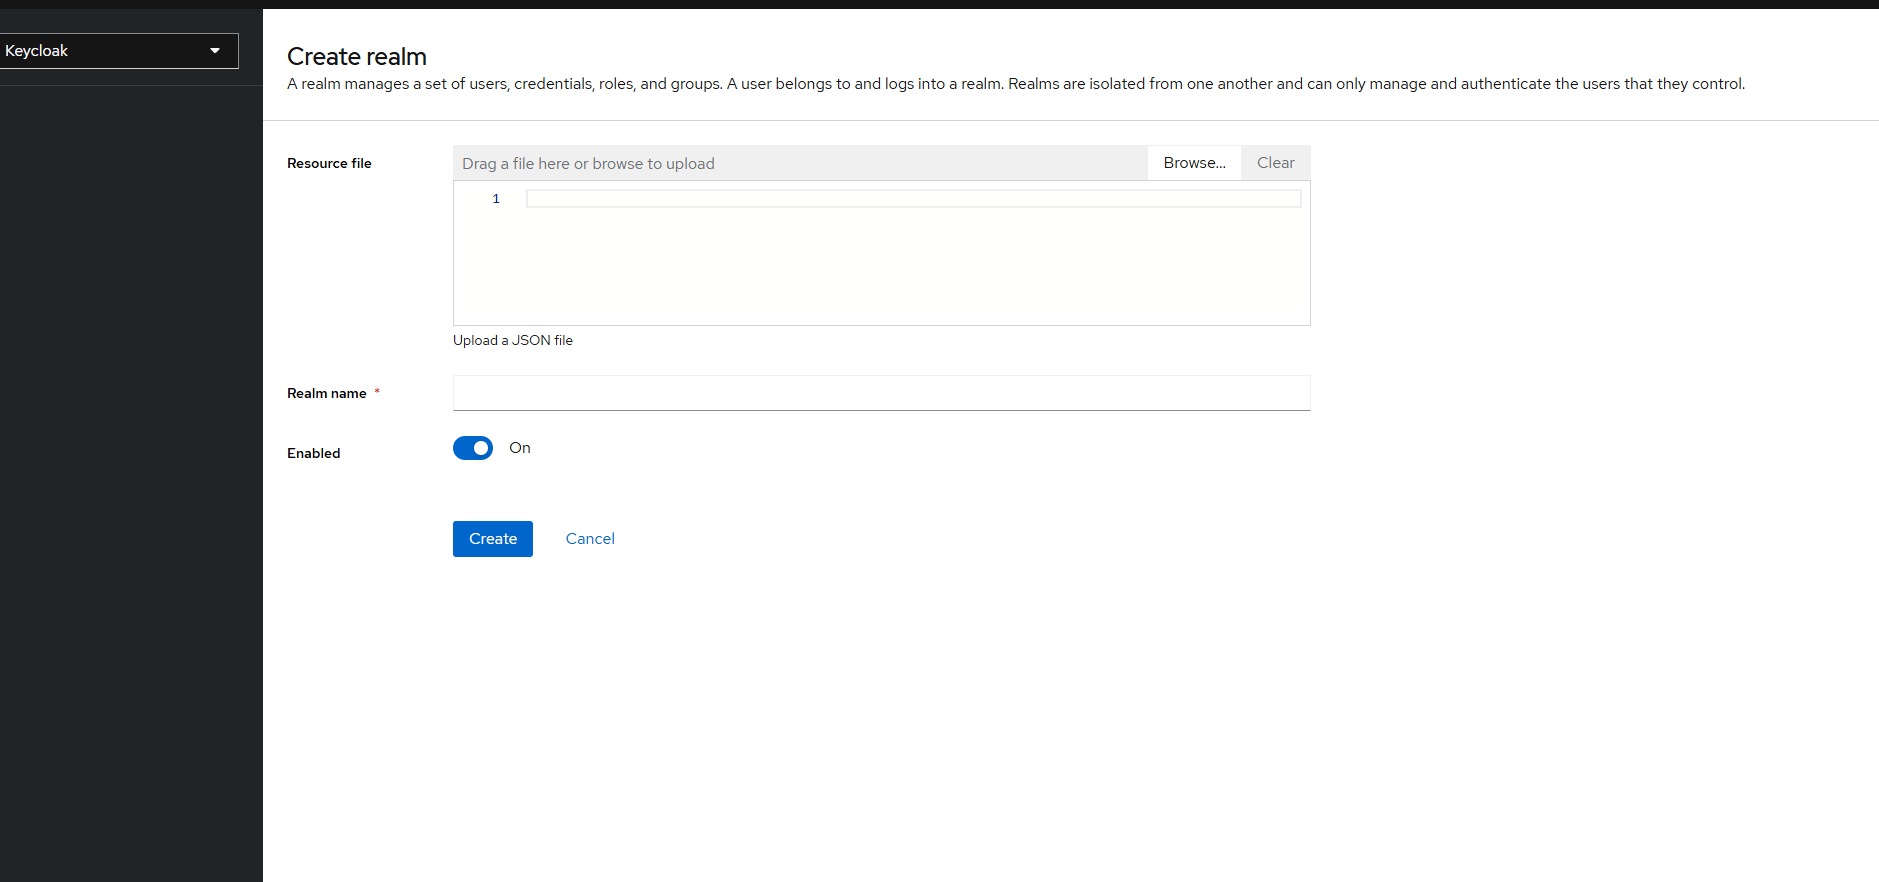 Keycloak
Create realm
A realm manages a set of users, credentials, roles, and groups. A user belongs to and logs into a realm. Realms are isolated from one another and can only manage and authenticate the users that they control.
Resource file
Drag a file here or browse to upload
Browse...
Clear
1
Upload a JSON file
Realm name *
Enabled
On
Create
Cancel